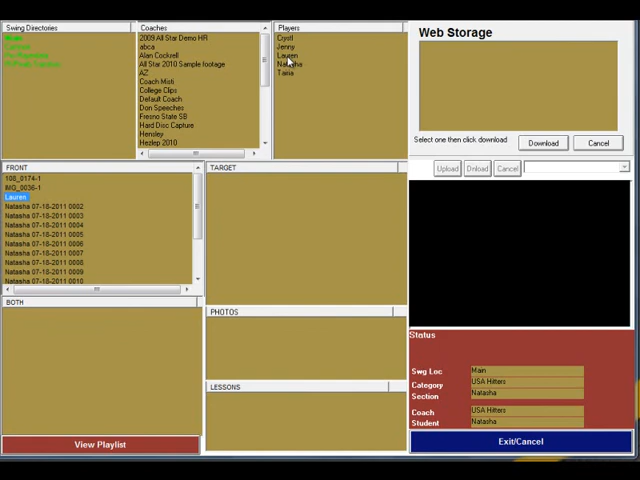 Swing Directories
Main
Coaches
Players
Web Storage
2009 All Star Demo HR
abca
Alan Cockrell
All Star 2010 Sample footage
AZ
Coach Misti
College Clips
Default Coach
Don Speeches
Fresno State SB
Hard Disc Capture
Hensley
Hezlep 2010
Crystl
Jenny
Lauren
Natasha
Taina
Select one then click download
Download
Cancel
Upload
Dnload
Cancel
FRONT
108_0174-1
IMG_0036-1
Lauren
Natasha 07-18-2011 0002
Natasha 07-18-2011 0003
Natasha 07-18-2011 0004
Natasha 07-18-2011 0005
Natasha 07-18-2011 0006
Natasha 07-18-2011 0007
Natasha 07-18-2011 0008
Natasha 07-18-2011 0009
Natasha 07-18-2011 0010
TARGET
BOTH
PHOTOS
LESSONS
Status
Swg Loc Main
Category USA Hitters
Section Natasha
Coach USA Hitters
Student Natasha
View Playlist
Exit/Cancel